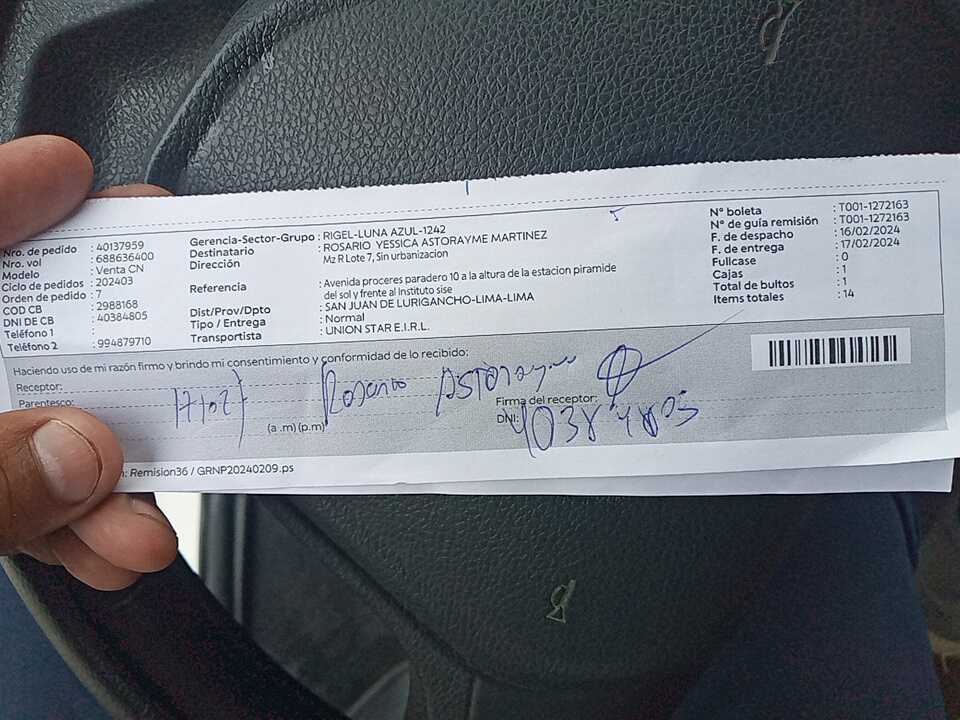 Nro. de pedido : 40137959
Nro. vol : 688636400
Modelo : Venta CN
Ciclo de pedidos : 202403
Orden de pedido : 7
COD CB : 2988168
DNI DE CB : 40384805
Teléfono 1 :
Teléfono 2 : 994879710
Gerencia-Sector-Grupo : RIGEL-LUNA AZUL-1242
Destinatario : ROSARIO YESSICA ASTORAYME MARTINEZ
Dirección : Mz R Lote 7, Sin urbanizacion
Referencia : Avenida proceres paradero 10 a la altura de la estacion piramide
del sol y frente al Instituto sise
Dist/Prov/Dpto : SAN JUAN DE LURIGANCHO-LIMA-LIMA
Tipo / Entrega : Normal
Transportista : UNION STAR E.I.R.L.
N° boleta : T001-1272163
N° de guía remisión : T001-1272163
F. de despacho : 16/02/2024
F. de entrega : 17/02/2024
Fullcase : 0
Cajas : 1
Total de bultos : 1
Items totales : 14
Haciendo uso de mi razón firmo y brindo mi consentimiento y conformidad de lo recibido:
Receptor: Rosario Astorayme
Parentesco:
(a .m) (p.m)
Firma del receptor:
DNI: 40384805
: Remision36 / GRNP20240209.ps